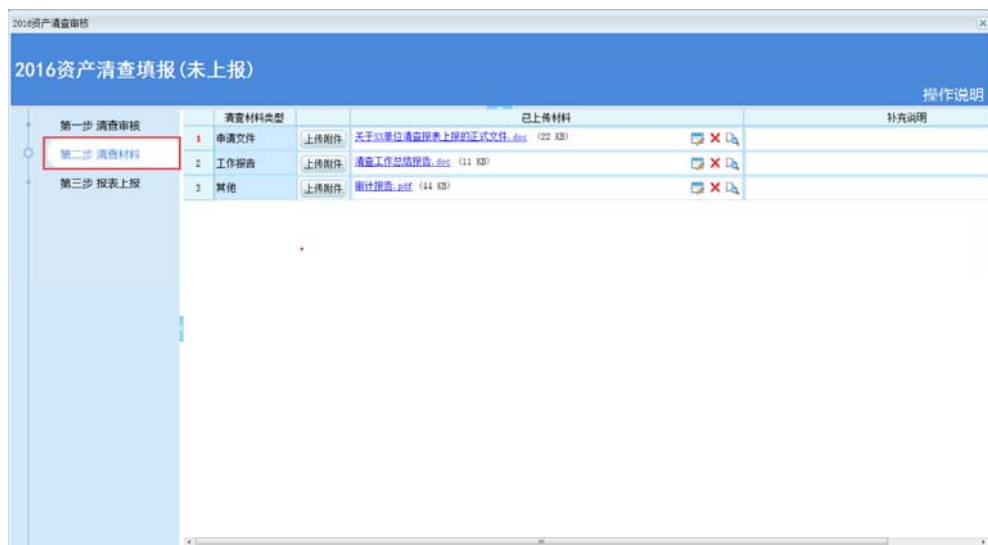 2016资产清查审核
2016资产清查填报(未上报)
操作说明
第一步 清查审核
第二步 清查材料
第三步 报表上报
清查材料类型 已上传材料 补充说明
1 申请文件 上传附件 关于XX单位清查报表上报的正式文件.doc (22 KB)
2 工作报告 上传附件 清查工作总结报告.doc (11 KB)
3 其他 上传附件 审计报告.pdf (44 KB)